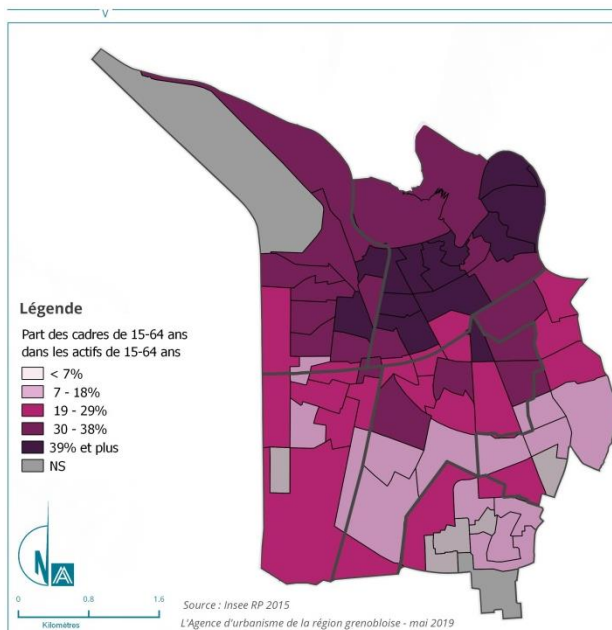 V
Légende
Part des cadres de 15-64 ans
dans les actifs de 15-64 ans
< 7%
7 - 18%
19 - 29%
30 - 38%
39% et plus
NS
N
0 0.8 1.6
Kilomètres
Source : Insee RP 2015
L'Agence d'urbanisme de la région grenobloise - mai 2019